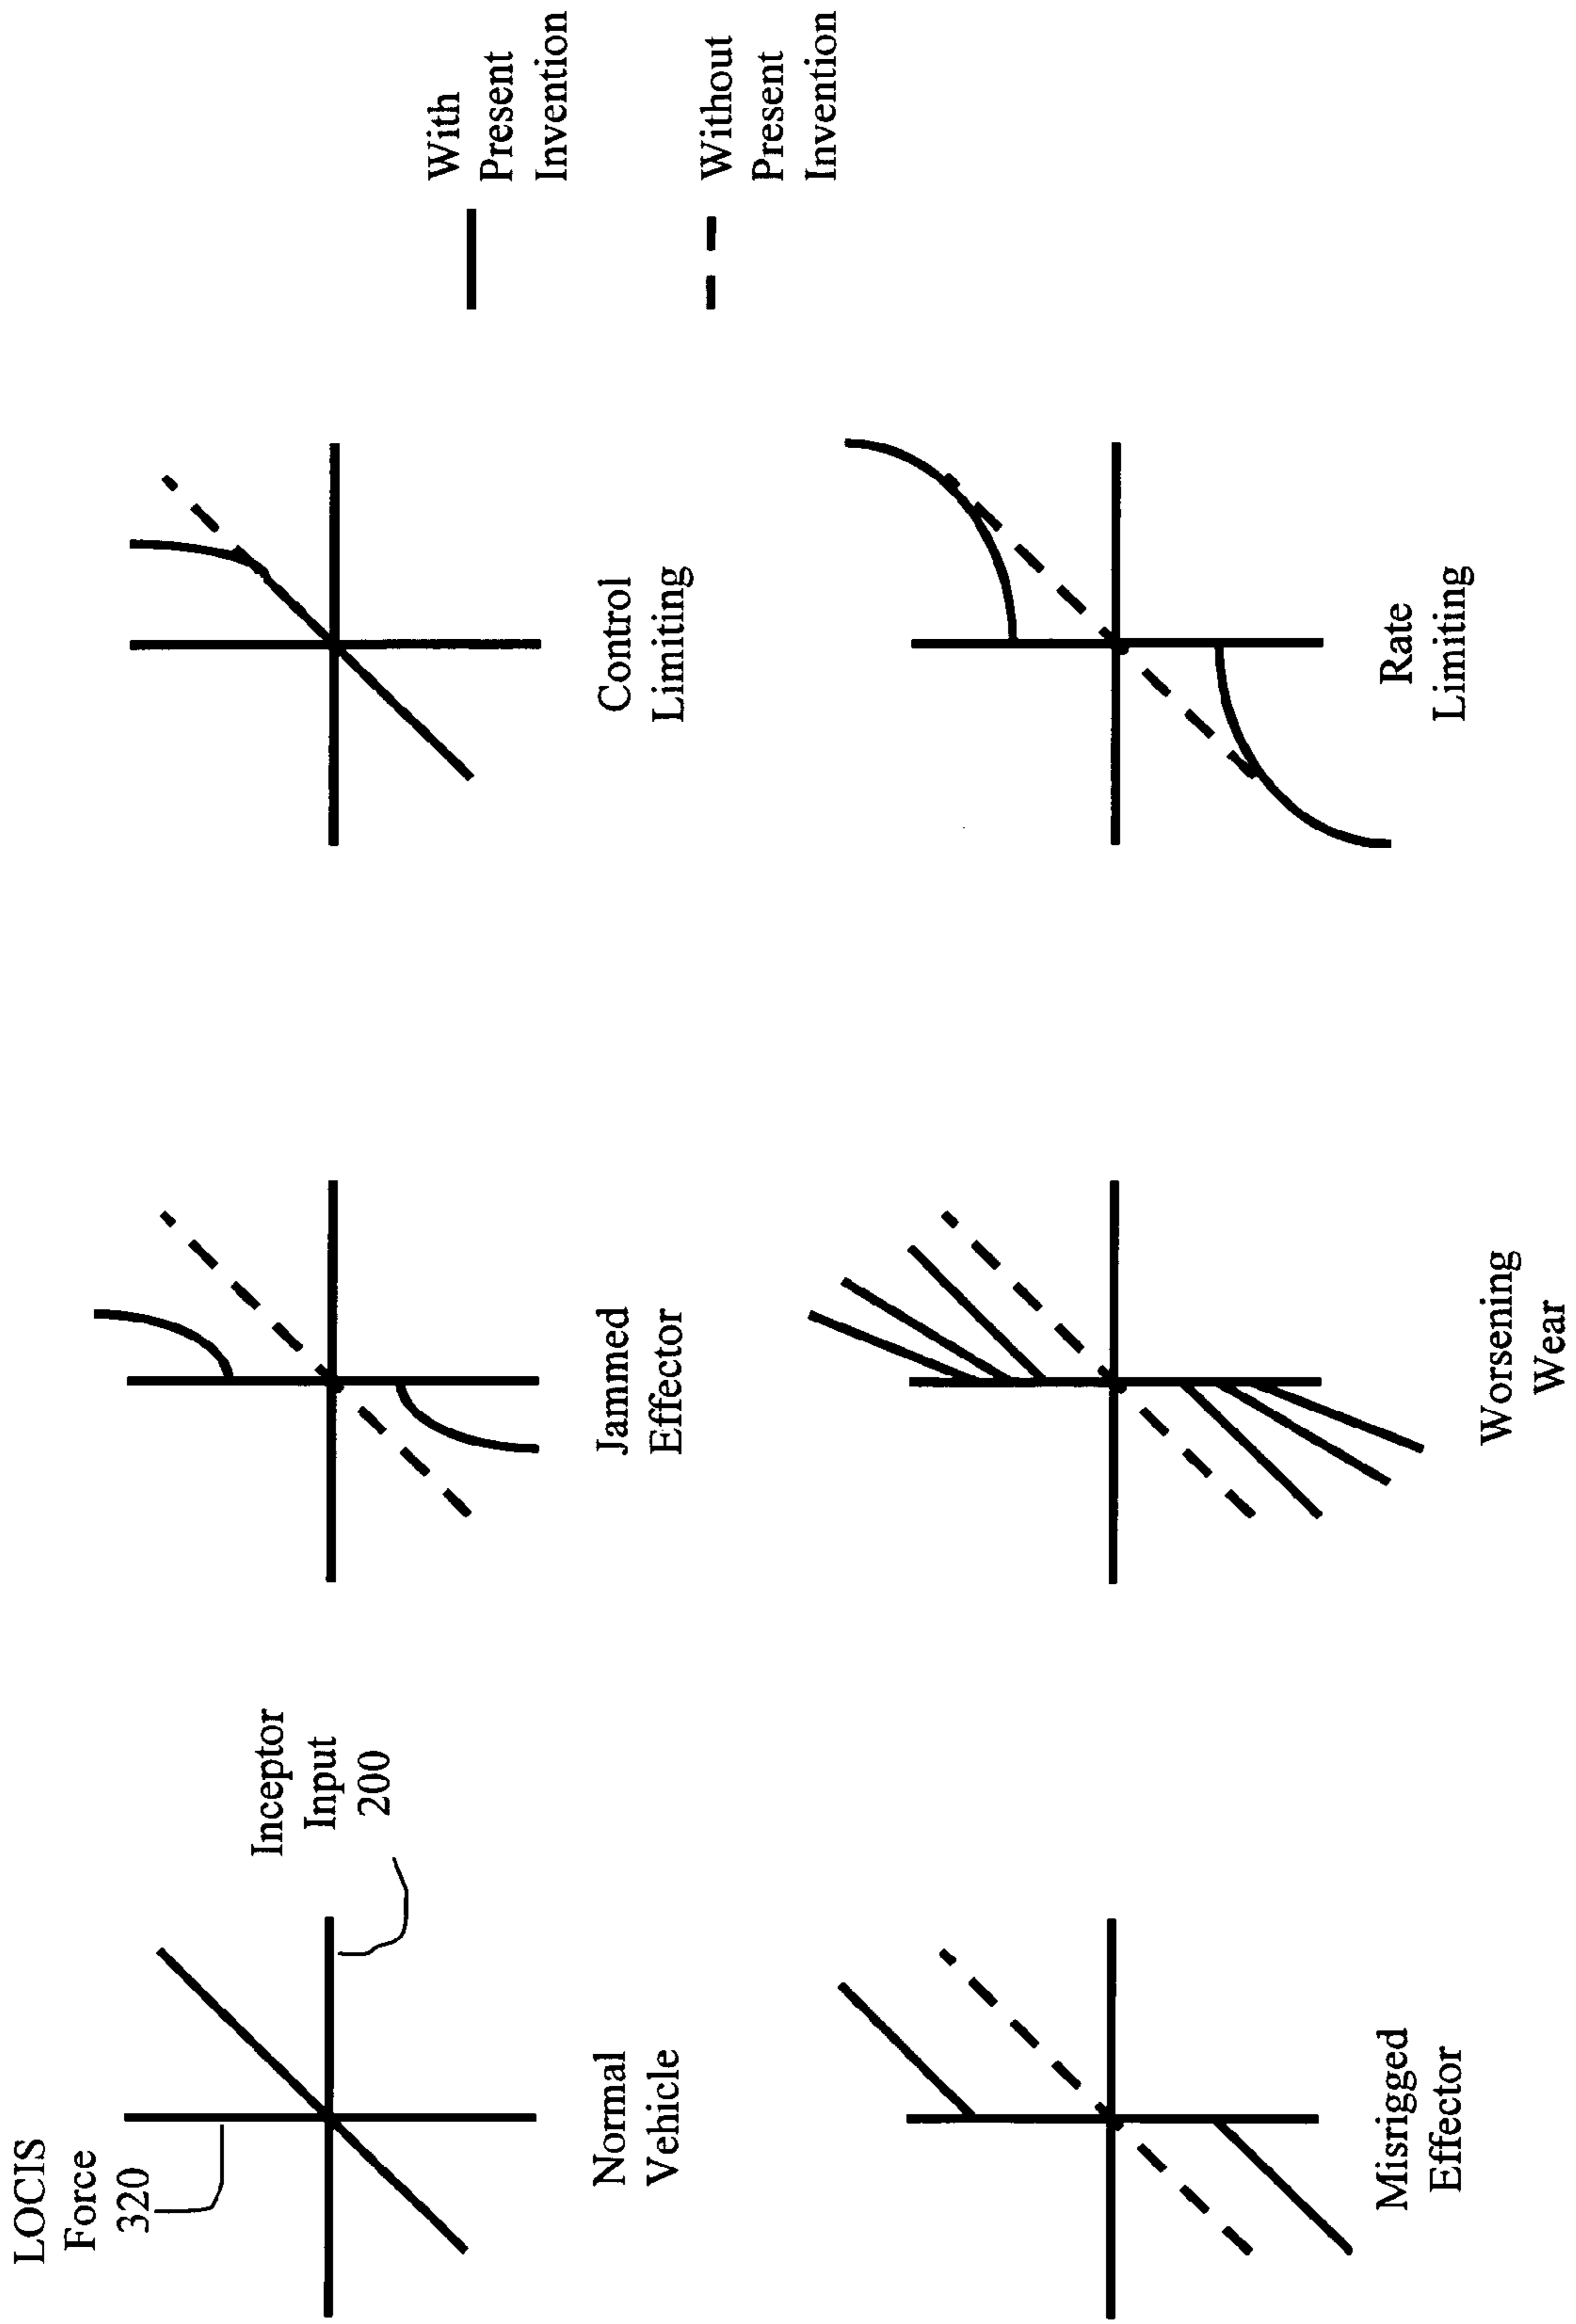 LOCIS
Force
320
Inceptor
Input
200
Normal
Vehicle
Jammed
Effector
Control
Limiting
With
Present
Invention
Without
Present
Invention
Misrigged
Effector
Worsening
Wear
Rate
Limiting